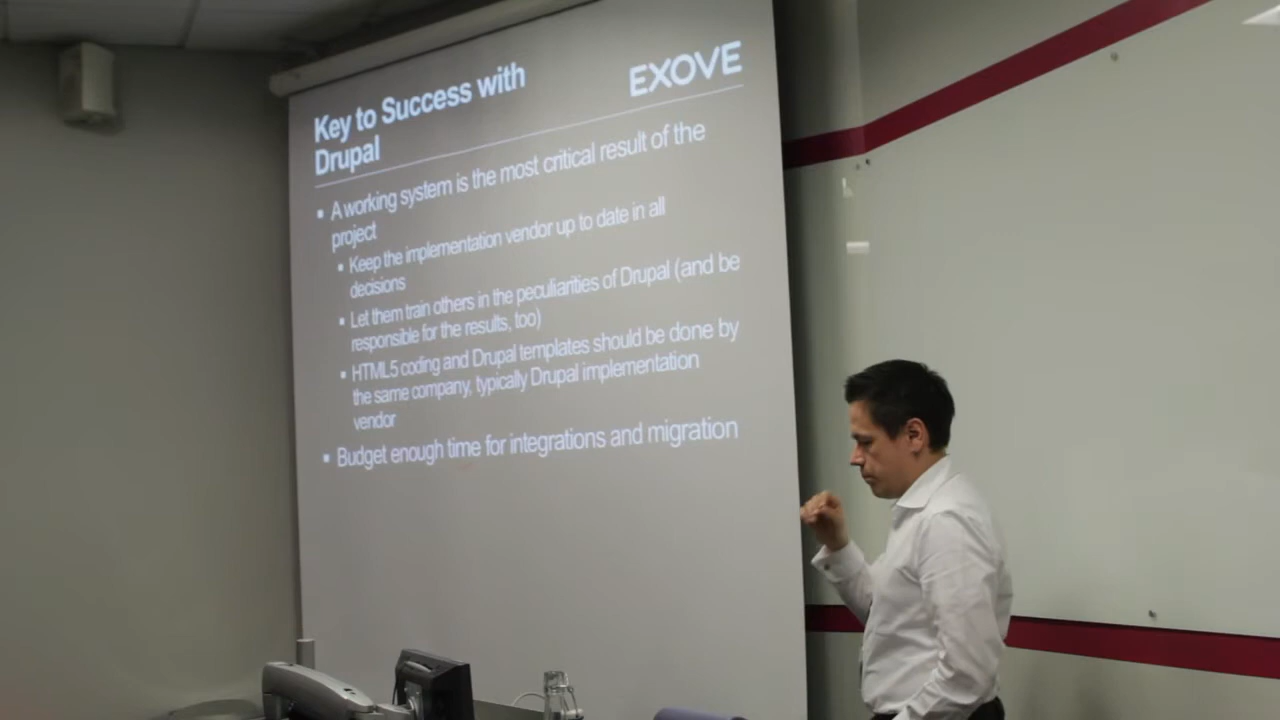 Key to Success with
Drupal
EXOVE
▪ A working system is the most critical result of the
project
▪ Keep the implementation vendor up to date in all
decisions
▪ Let them train others in the peculiarities of Drupal (and be
responsible for the results, too)
▪ HTML5 coding and Drupal templates should be done by
the same company, typically Drupal implementation
vendor
▪ Budget enough time for integrations and migration